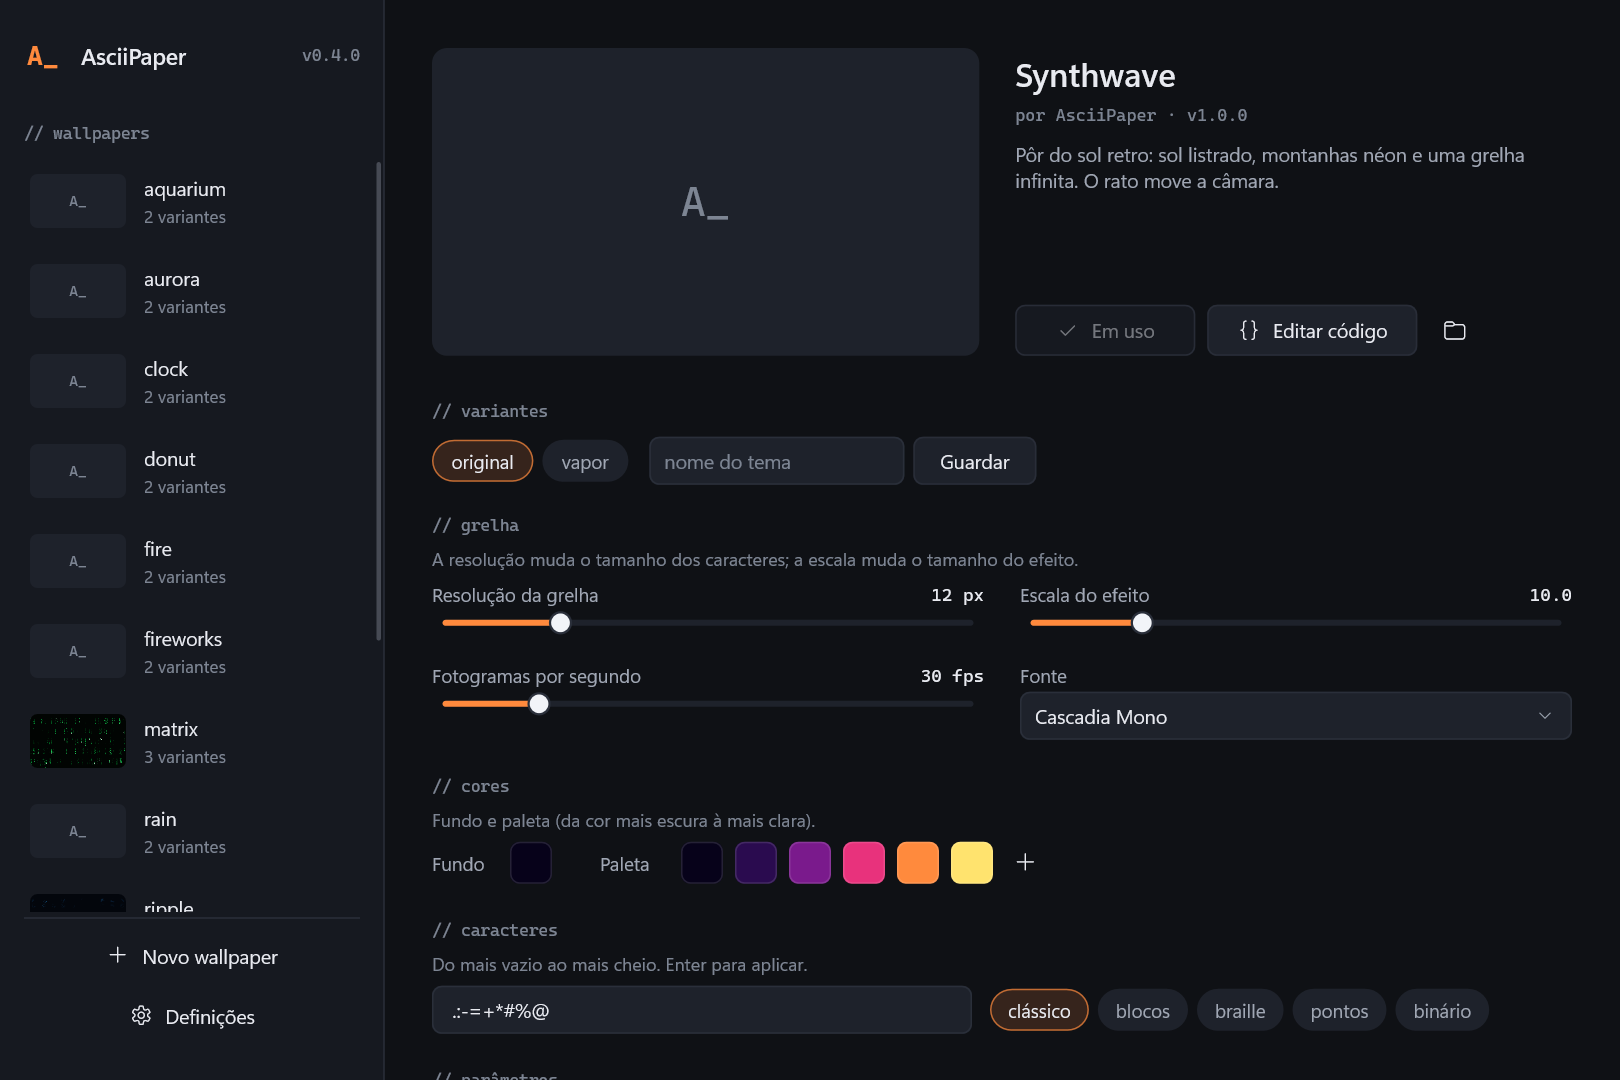 A_ AsciiPaper v0.4.0
// wallpapers
A_
aquarium
2 variantes
A_
aurora
2 variantes
A_
clock
2 variantes
A_
donut
2 variantes
A_
fire
2 variantes
A_
fireworks
2 variantes
matrix
3 variantes
A_
rain
2 variantes
ripple
+ Novo wallpaper
Definições
A_
Synthwave
por AsciiPaper · v1.0.0
Pôr do sol retro: sol listrado, montanhas néon e uma grelha
infinita. O rato move a câmara.
✓ Em uso
{} Editar código
// variantes
original vapor nome do tema Guardar
// grelha
A resolução muda o tamanho dos caracteres; a escala muda o tamanho do efeito.
Resolução da grelha 12 px
Escala do efeito 10.0
Fotogramas por segundo 30 fps
Fonte
Cascadia Mono
// cores
Fundo e paleta (da cor mais escura à mais clara).
Fundo Paleta +
// caracteres
Do mais vazio ao mais cheio. Enter para aplicar.
.:-=+*#%@
clássico blocos braille pontos binário
// parâmetros